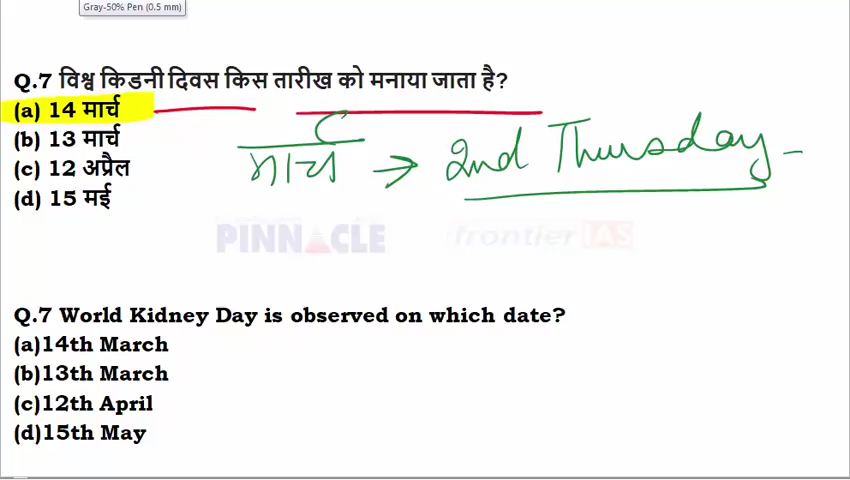 Gray-50% Pen (0.5 mm)
Q.7 विश्व किडनी दिवस किस तारीख को मनाया जाता है?
(a) 14 मार्च
(b) 13 मार्च
(c) 12 अप्रैल
(d) 15 मई
मार्च → 2nd Thursday -
PINNACLE frontier IAS
Q.7 World Kidney Day is observed on which date?
(a)14th March
(b)13th March
(c)12th April
(d)15th May